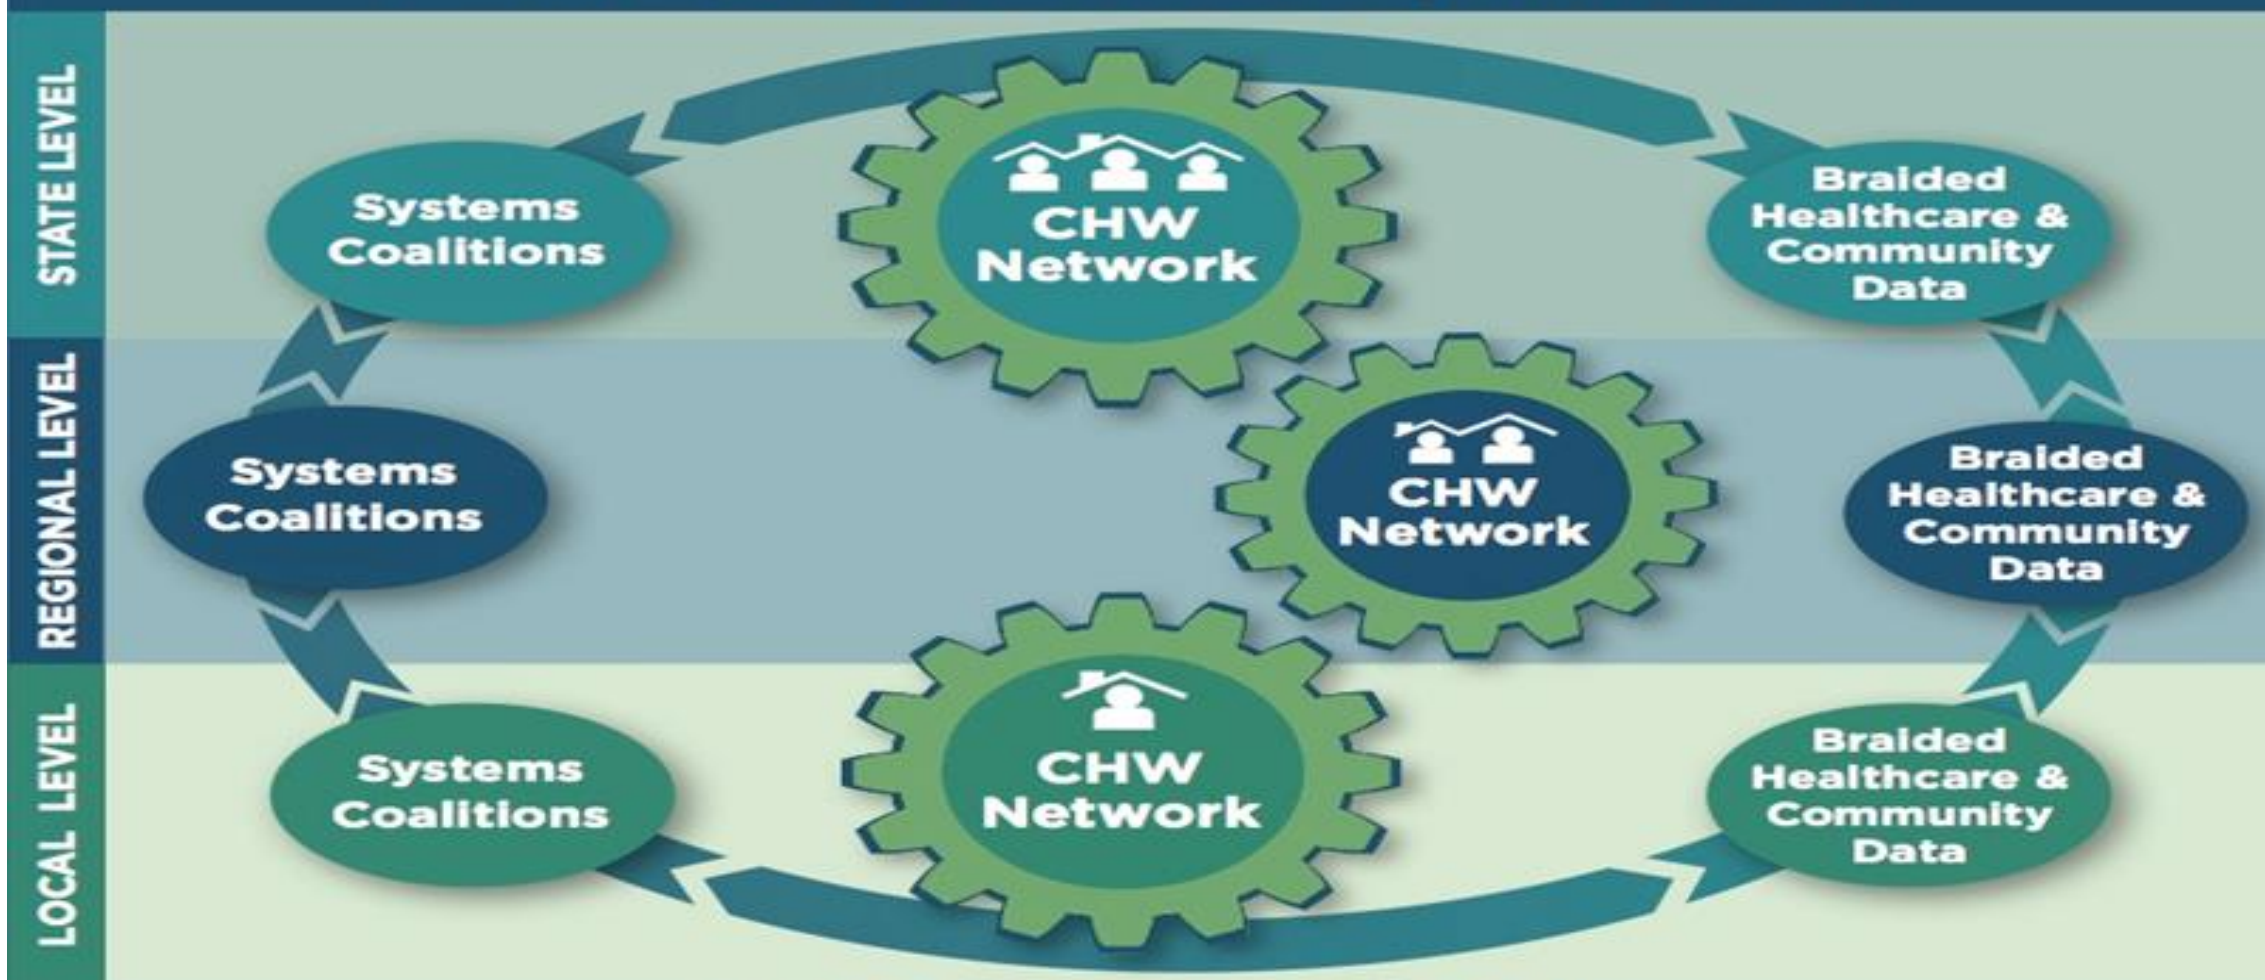 STATE LEVEL
Systems
Coalitions
CHW
Network
Braided
Healthcare &
Community
Data
REGIONAL LEVEL
Systems
Coalitions
CHW
Network
Braided
Healthcare &
Community
Data
LOCAL LEVEL
Systems
Coalitions
CHW
Network
Braided
Healthcare &
Community
Data